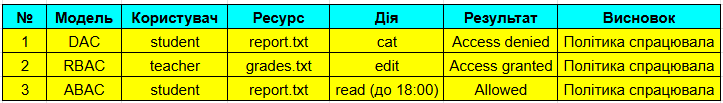 № Модель Користувач Ресурс Дія Результат Висновок
1 DAC student report.txt cat Access denied Політика спрацювала
2 RBAC teacher grades.txt edit Access granted Політика спрацювала
3 ABAC student report.txt read (до 18:00) Allowed Політика спрацювала